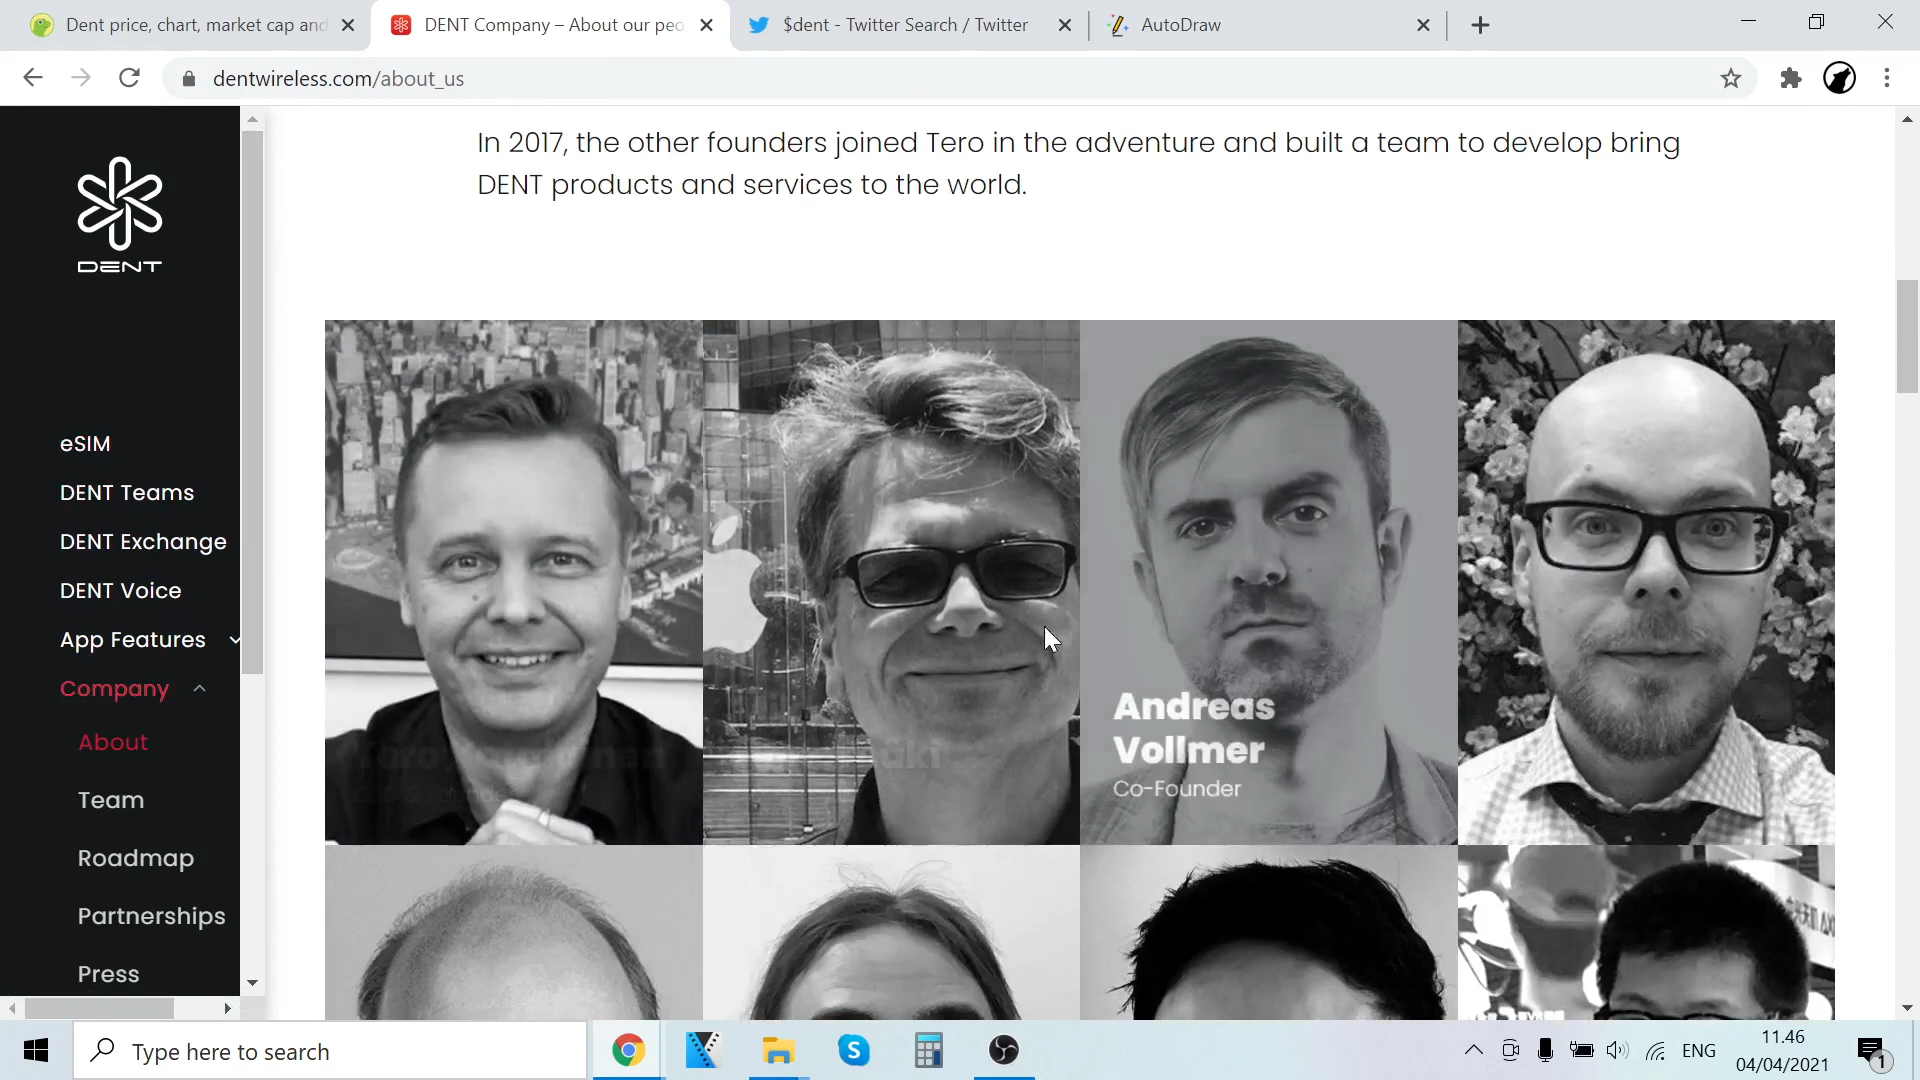 Dent price, chart, market cap and
DENT Company – About our peo
$dent - Twitter Search / Twitter
AutoDraw
dentwireless.com/about_us
DENT
eSIM
DENT Teams
DENT Exchange
DENT Voice
App Features
Company
About
Team
Roadmap
Partnerships
Press
In 2017, the other founders joined Tero in the adventure and built a team to develop bring
DENT products and services to the world.
Andreas
Vollmer
Co-Founder
Type here to search
ENG
11.46
04/04/2021
1